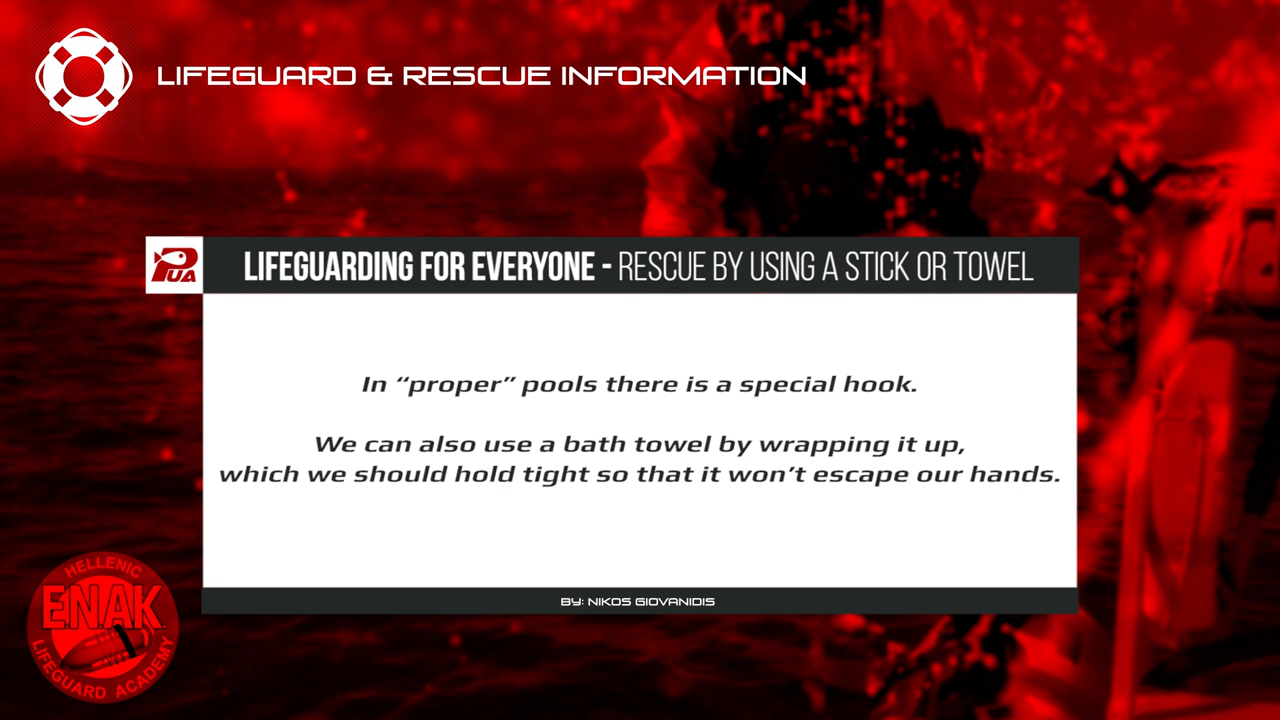 LIFEGUARD & RESCUE INFORMATION
PUA
LIFEGUARDING FOR EVERYONE - RESCUE BY USING A STICK OR TOWEL
In “proper” pools there is a special hook.
We can also use a bath towel by wrapping it up,
which we should hold tight so that it won’t escape our hands.
BY: NIKOS GIOVANIDIS
HELLENIC
E.N.A.K.
LIFEGUARD ACADEMY